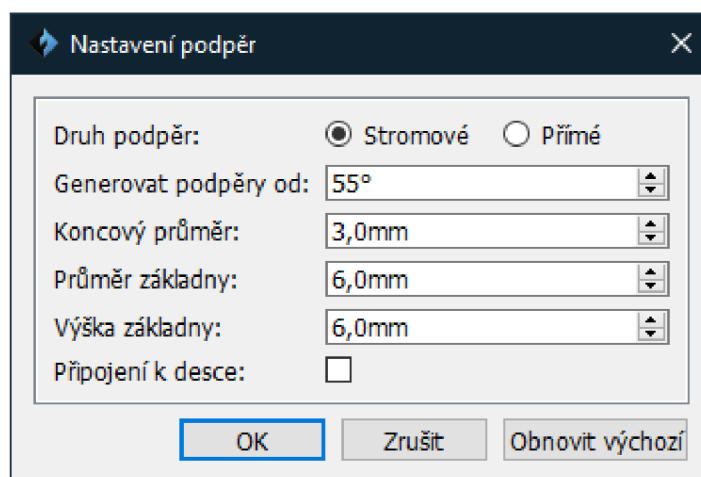 Nastavení podpěr
Druh podpěr: Stromové Přímé
Generovat podpěry od: 55°
Koncový průměr: 3,0mm
Průměr základny: 6,0mm
Výška základny: 6,0mm
Připojení k desce:
OK Zrušit Obnovit výchozí